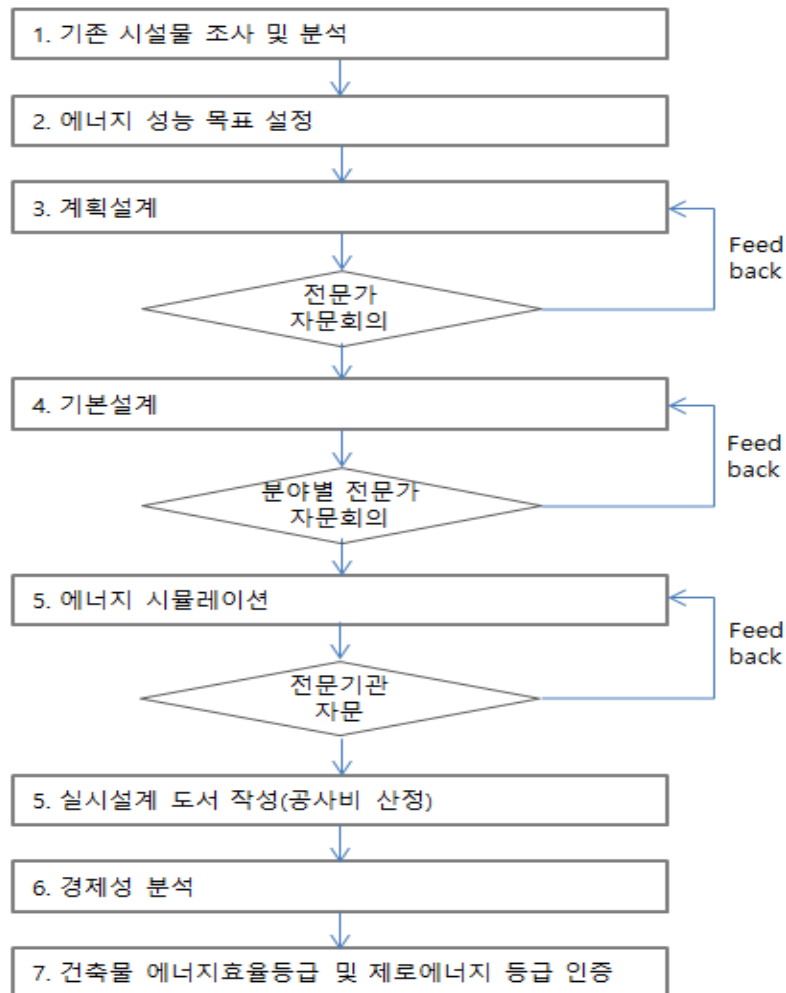 1. 기존 시설물 조사 및 분석
2. 에너지 성능 목표 설정
3. 계획설계
Feed
back
전문가
자문회의
4. 기본설계
Feed
back
분야별 전문가
자문회의
5. 에너지 시뮬레이션
Feed
back
전문기관
자문
5. 실시설계 도서 작성(공사비 산정)
6. 경제성 분석
7. 건축물 에너지효율등급 및 제로에너지 등급 인증